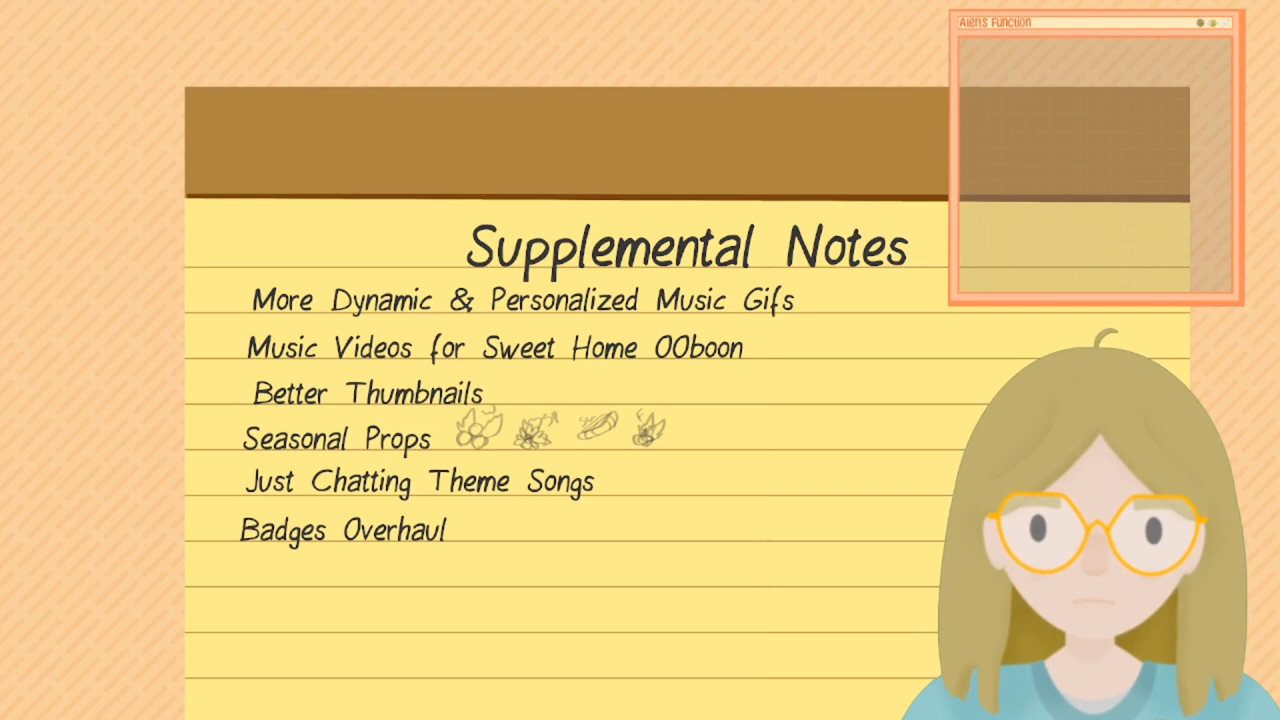 Alerts Function
Supplemental Notes
More Dynamic & Personalized Music Gifs
Music Videos for Sweet Home OOboon
Better Thumbnails
Seasonal Props
Just Chatting Theme Songs
Badges Overhaul